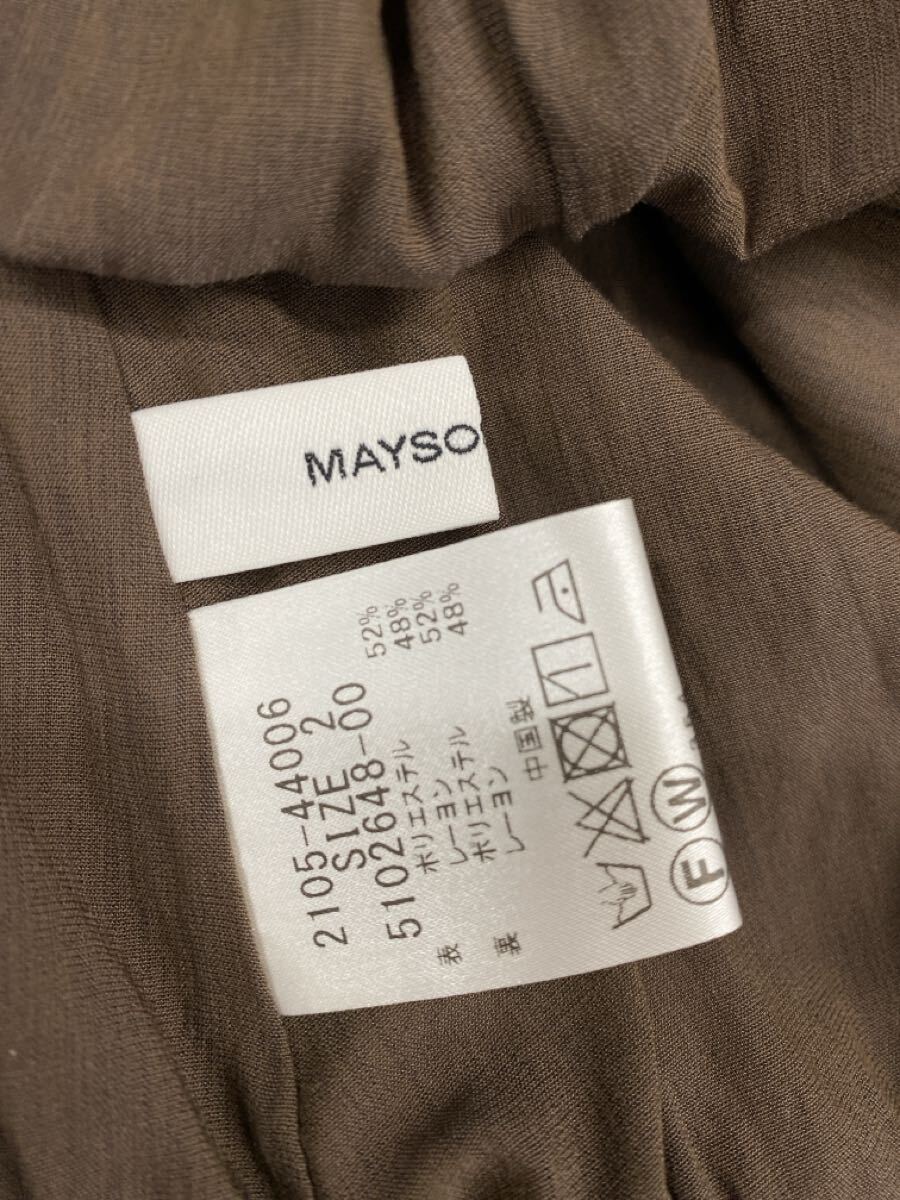 MAYSO
2105-44006
SIZE 2
5102648-00
表 ポリエステル 52%
レーヨン 48%
裏 ポリエステル 52%
レーヨン 48%
中国製
F W